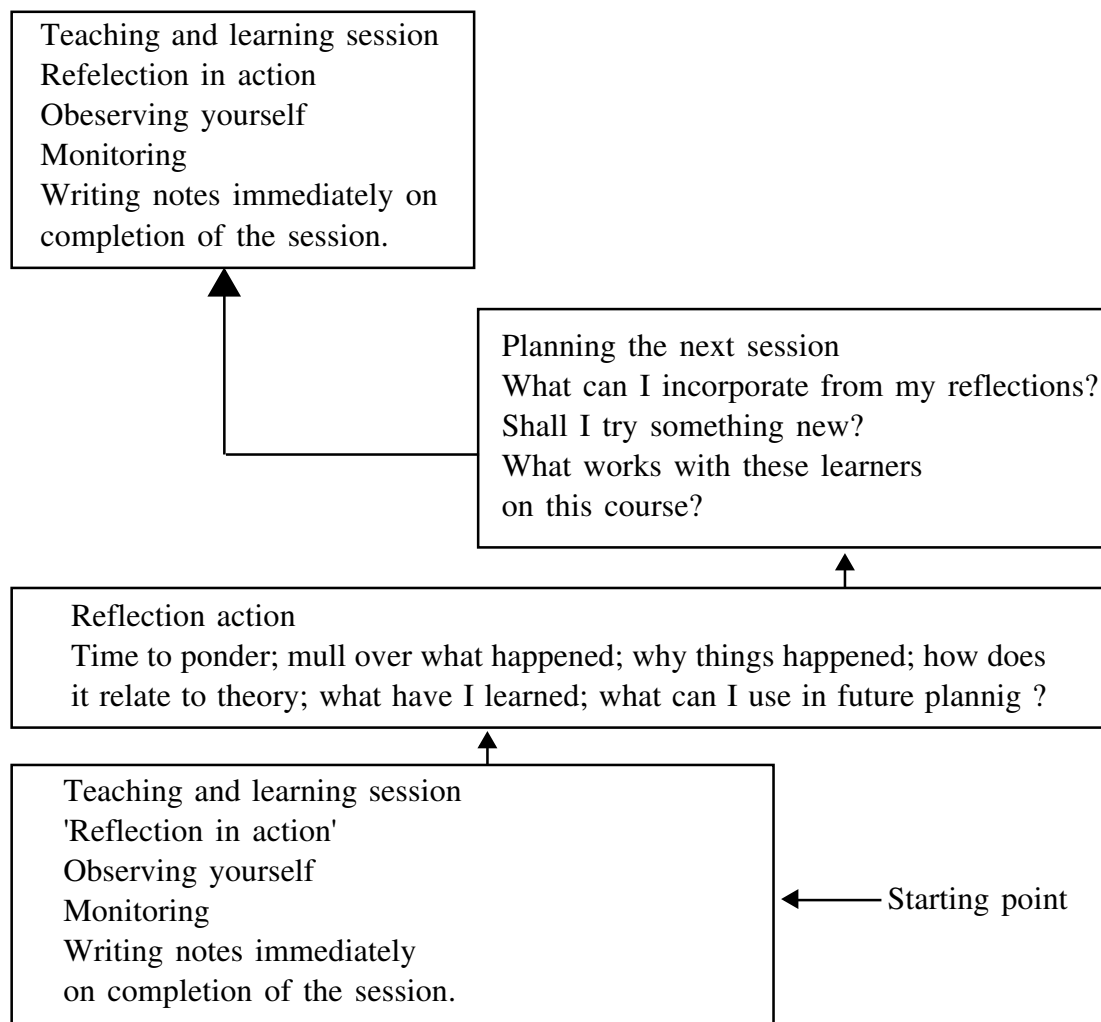 Teaching and learning session
Refelection in action
Obeserving yourself
Monitoring
Writing notes immediately on
completion of the session.
Planning the next session
What can I incorporate from my reflections?
Shall I try something new?
What works with these learners
on this course?
Reflection action
Time to ponder; mull over what happened; why things happened; how does
it relate to theory; what have I learned; what can I use in future plannig ?
Teaching and learning session
'Reflection in action'
Observing yourself
Monitoring
Writing notes immediately
on completion of the session.
Starting point